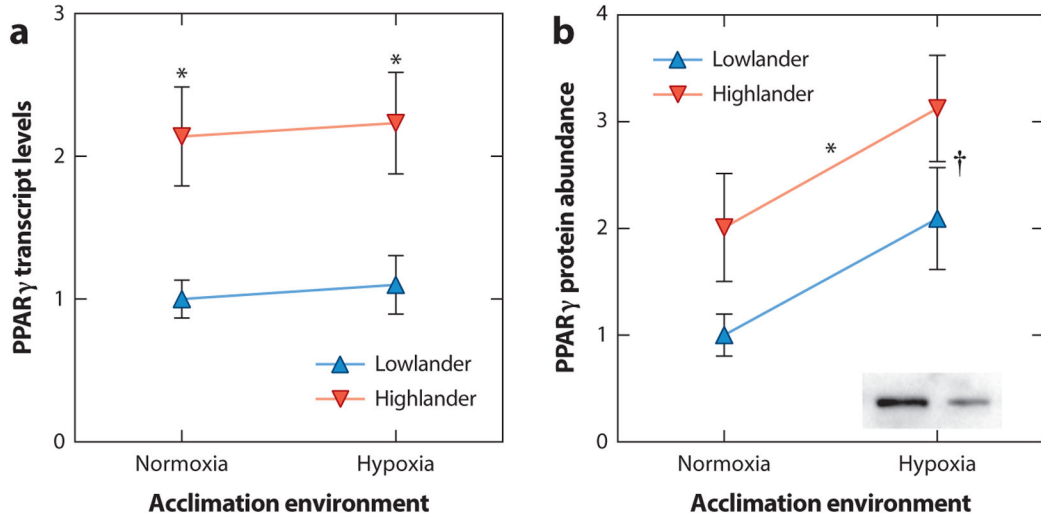 a
3
2
1
0
PPARγ transcript levels
*
*
Lowlander
Highlander
Normoxia
Hypoxia
Acclimation environment
b
4
3
2
1
0
PPARγ protein abundance
Lowlander
Highlander
*
†
Normoxia
Hypoxia
Acclimation environment